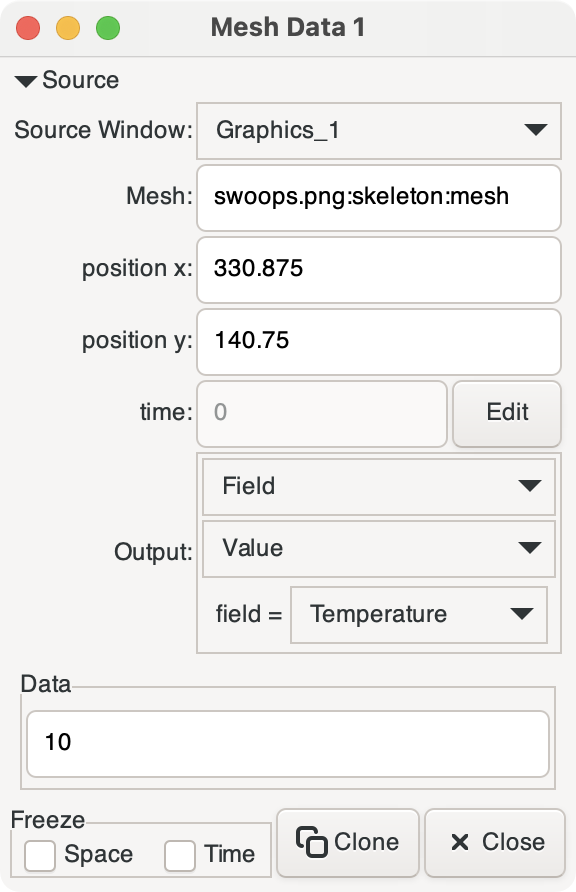 Mesh Data 1
Source
Source Window: Graphics_1
Mesh: swoops.png:skeleton:mesh
position x: 330.875
position y: 140.75
time: 0 Edit
Field
Output: Value
field = Temperature
Data
10
Freeze
Space Time Clone Close